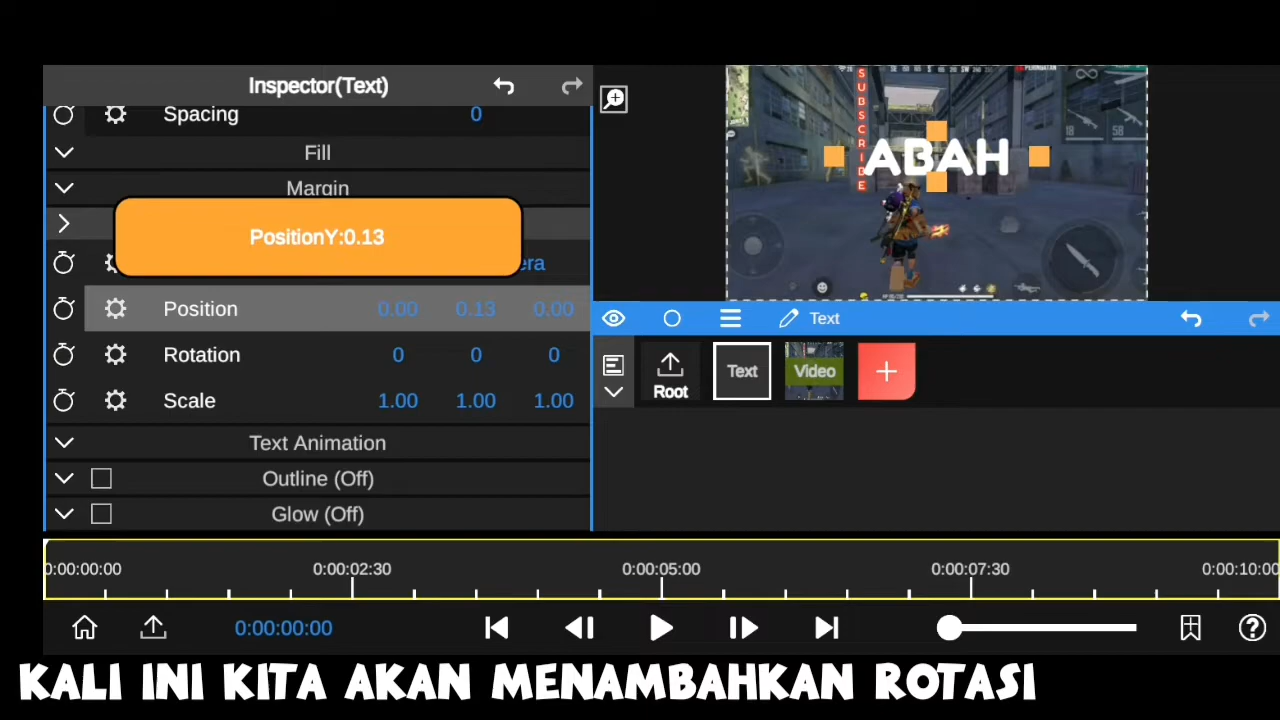 Inspector(Text)
Spacing 0
Fill
Margin
PositionY:0.13
Position 0.00 0.13 0.00
Rotation 0 0 0
Scale 1.00 1.00 1.00
Text Animation
Outline (Off)
Glow (Off)
SUBSCRIBE
ABAH
18
58
Text
Root
Text
Video
0:00:00:00
0:00:02:30
0:00:05:00
0:00:07:30
0:00:10:00
0:00:00:00
KALI INI KITA AKAN MENAMBAHKAN ROTASI